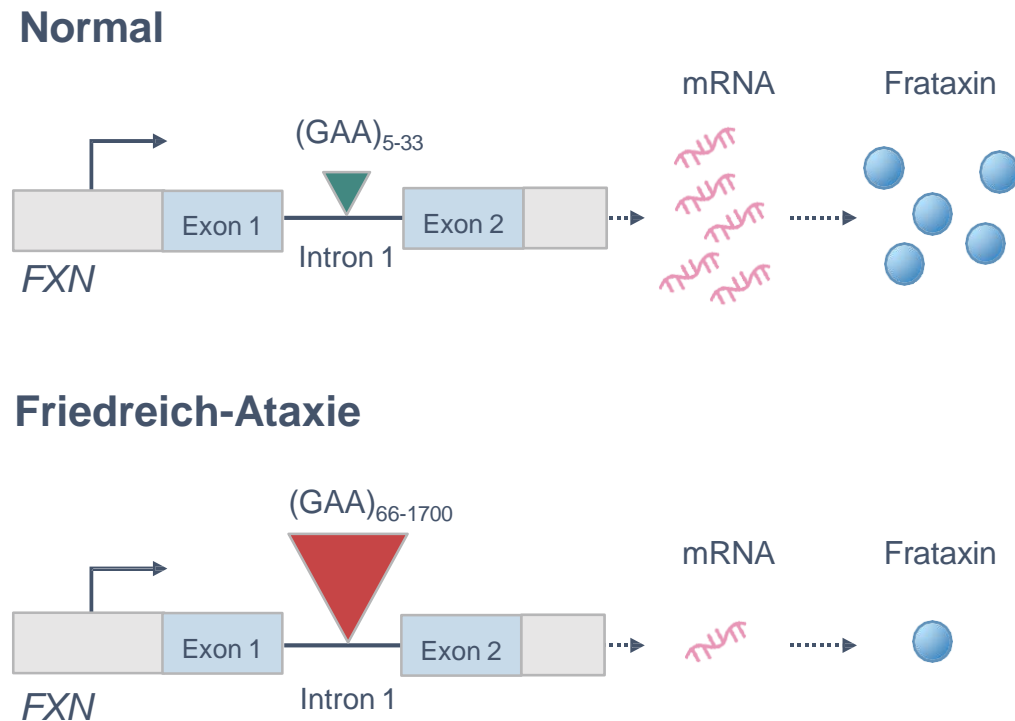 Normal
mRNA Frataxin
(GAA)5-33
Exon 1 Exon 2
Intron 1
FXN
Friedreich-Ataxie
(GAA)66-1700
mRNA Frataxin
Exon 1 Exon 2
Intron 1
FXN